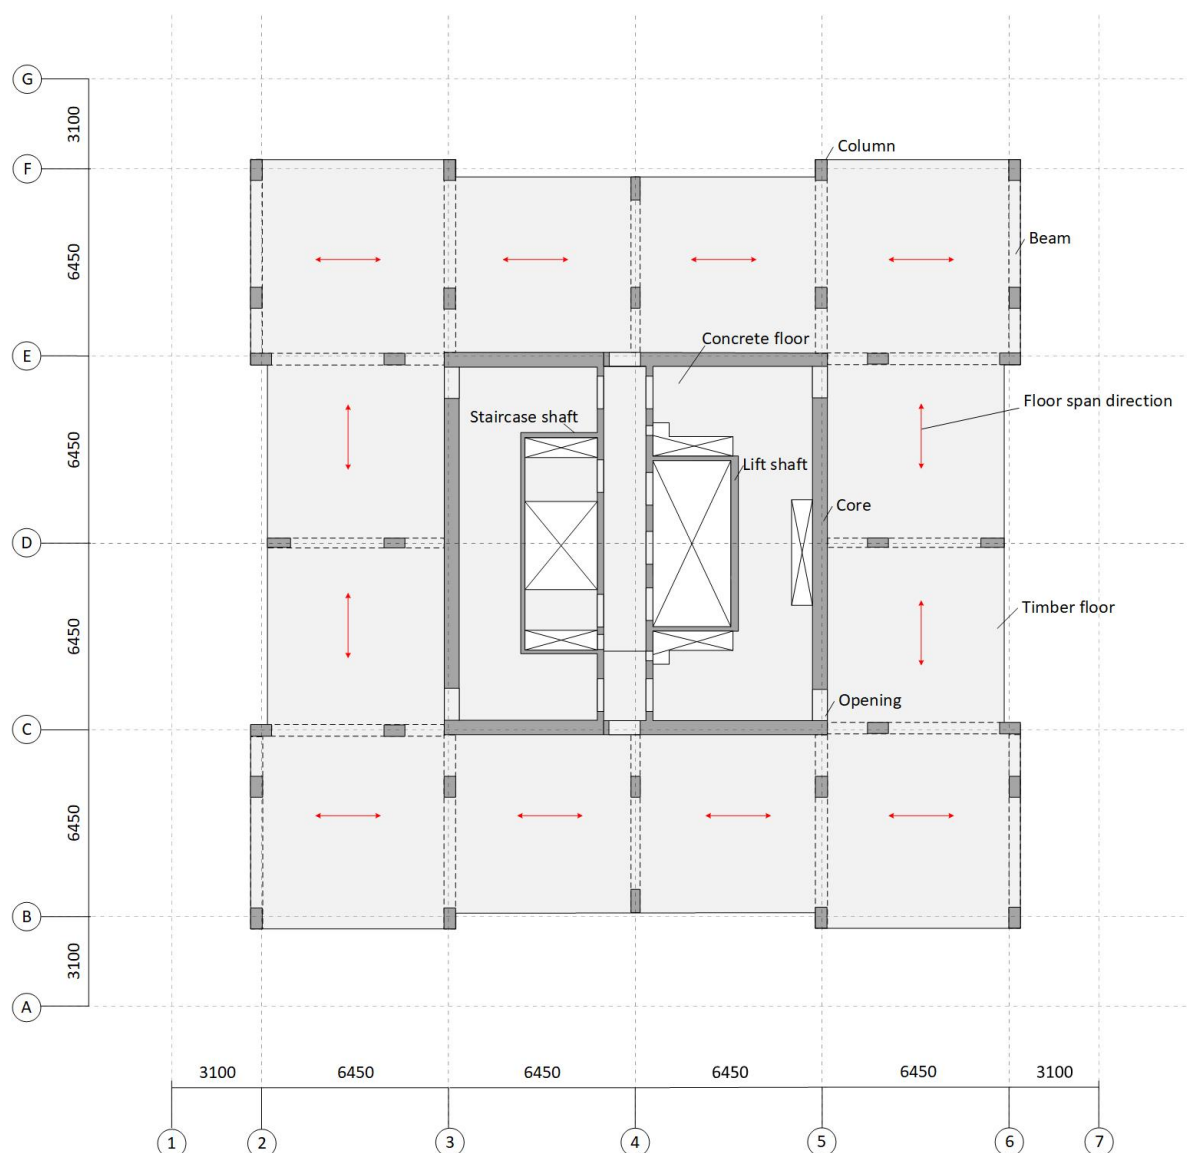 G
3100
F
Column
6450
Beam
E
Concrete floor
Floor span direction
Staircase shaft
6450
Lift shaft
Core
D
Timber floor
6450
Opening
C
6450
B
3100
A
3100 6450 6450 6450 6450 3100
1 2 3 4 5 6 7